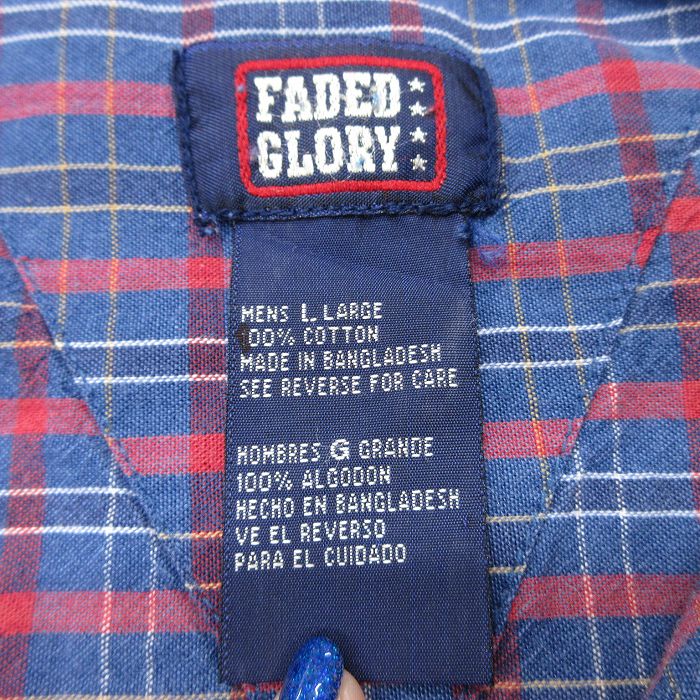 FADED
GLORY
MENS L LARGE
100% COTTON
MADE IN BANGLADESH
SEE REVERSE FOR CARE
HOMBRES G GRANDE
100% ALGODON
HECHO EN BANGLADESH
VE EL REVERSO
PARA EL CUIDADO